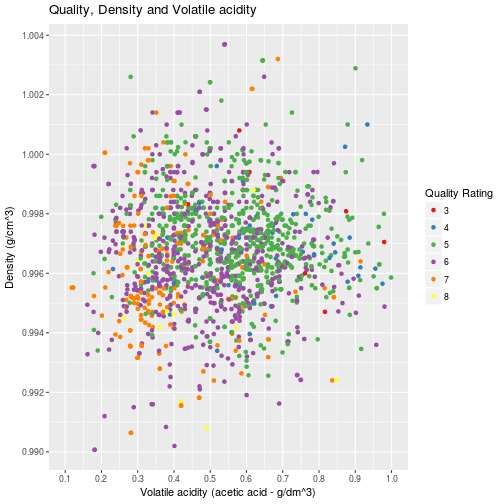 Quality, Density and Volatile acidity
1.004
1.002
1.000
0.998
0.996
0.994
0.992
0.990
Density (g/cm^3)
0.1 0.2 0.3 0.4 0.5 0.6 0.7 0.8 0.9 1.0
Volatile acidity (acetic acid - g/dm^3)
Quality Rating
3
4
5
6
7
8